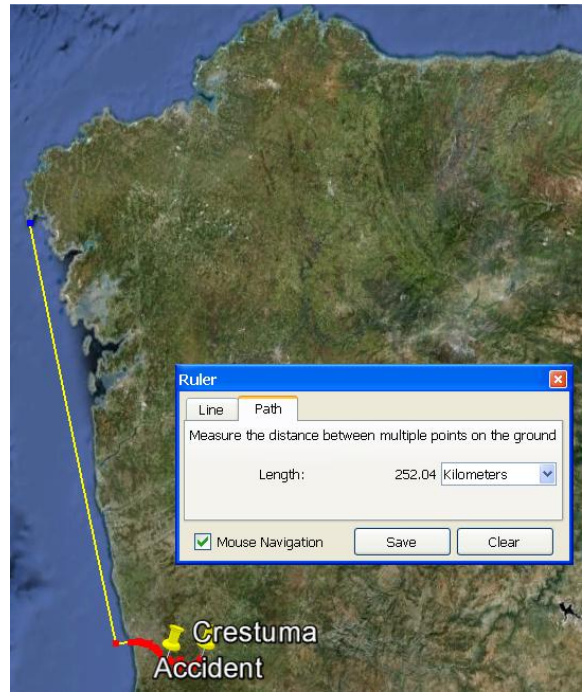 Ruler
Line Path
Measure the distance between multiple points on the ground
Length: 252.04 Kilometers
Mouse Navigation Save Clear
Crestuma
Accident